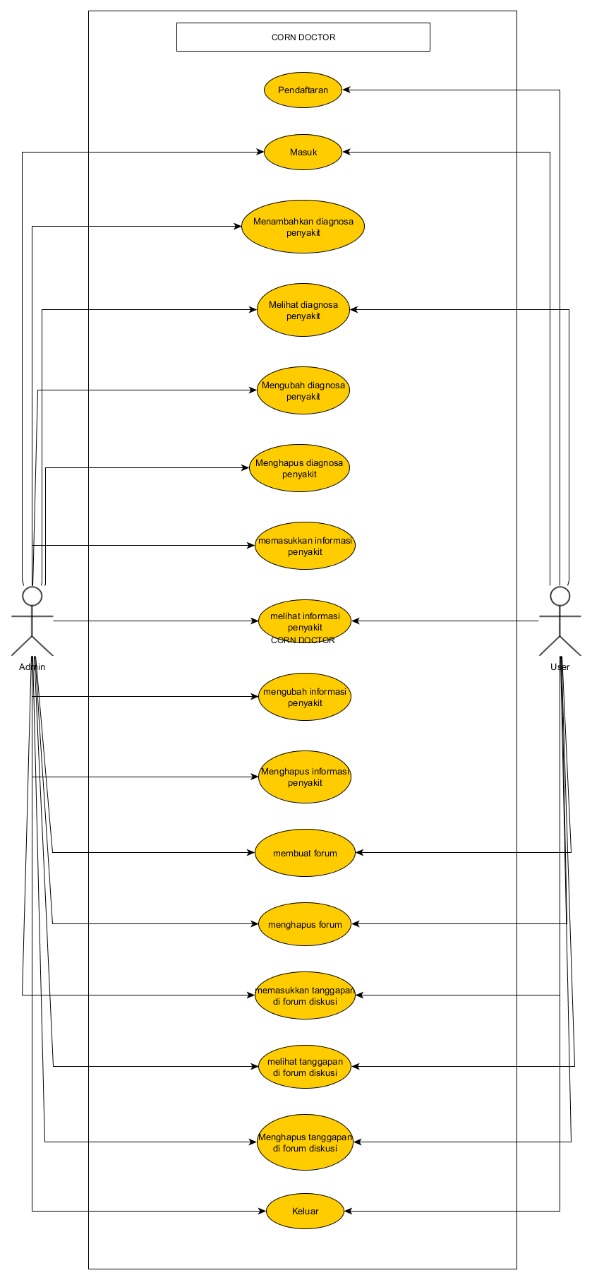 CORN DOCTOR
Pendaftaran
Masuk
Menambahkan diagnosa
penyakit
Melihat diagnosa
penyakit
Mengubah diagnosa
penyakit
Menghapus diagnosa
penyakit
memasukkan informasi
penyakit
melihat informasi
penyakit
CORN DOCTOR
Admin
User
mengubah informasi
penyakit
Menghapus informasi
penyakit
membuat forum
menghapus forum
memasukkan tanggapan
di forum diskusi
melihat tanggapan
di forum diskusi
Menghapus tanggapan
di forum diskusi
Keluar